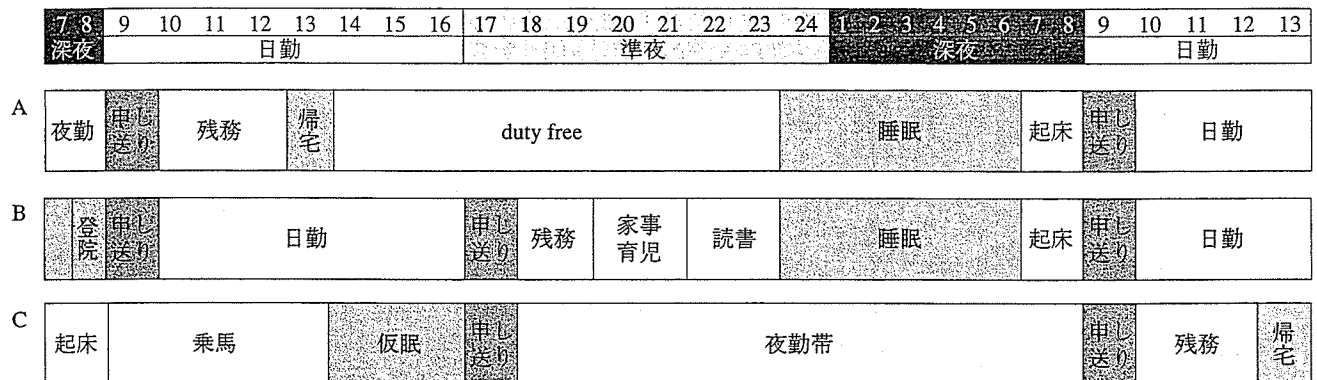 7 8 9 10 11 12 13 14 15 16 17 18 19 20 21 22 23 24 1 2 3 4 5 6 7 8 9 10 11 12 13
深夜 日勤 準夜 深夜 日勤
A 夜勤 申し送り 残務 帰宅 duty free 睡眠 起床 申し送り 日勤
B 登院 申し送り 日勤 申し送り 残務 家事育児 読書 睡眠 起床 申し送り 日勤
C 起床 乗馬 仮眠 申し送り 夜勤帯 申し送り 残務 帰宅